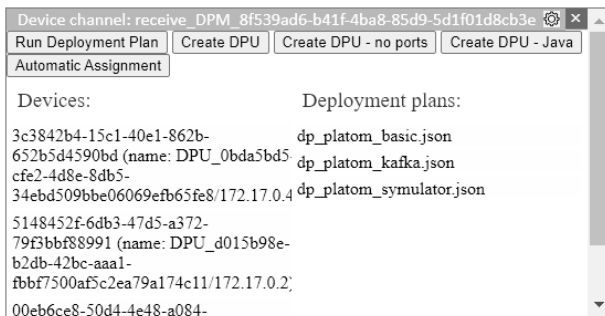 Device channel: receive_DPM_8f539ad6-b41f-4ba8-85d9-5d1f01d8cb3e
Run Deployment Plan Create DPU Create DPU - no ports Create DPU - Java
Automatic Assignment
Devices:
3c3842b4-15c1-40e1-862b-
652b5d4590bd (name: DPU_0bda5bd5-
cfe2-4d8e-8db5-
34ebd509bbe06069efb65fe8/172.17.0.4
5148452f-6db3-47d5-a372-
79f3bbf88991 (name: DPU_d015b98e-
b2db-42bc-aaa1-
fbbf7500af5c2ea79a174c11/172.17.0.2)
00eb6ce8-50d4-4e48-a084-
Deployment plans:
dp_platom_basic.json
dp_platom_kafka.json
dp_platom_symulator.json